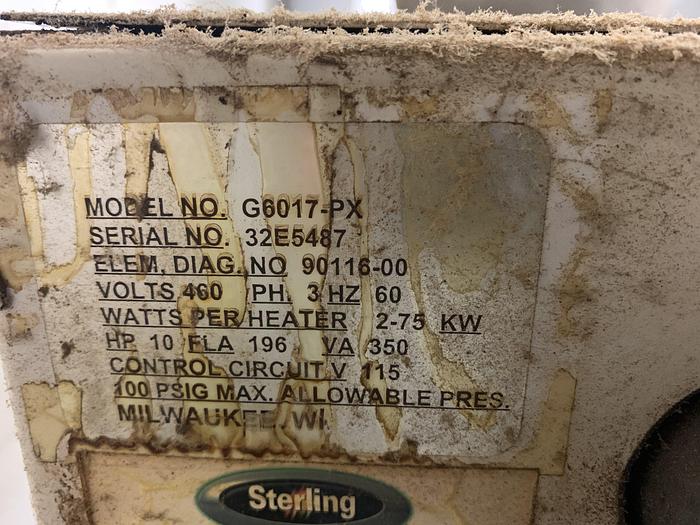 MODEL NO. G6017-PX
SERIAL NO. 32E5487
ELEM. DIAG. NO 90116-00
VOLTS 460 PH. 3 HZ 60
WATTS PER HEATER 2-75 KW
HP 10 FLA 196 VA 350
CONTROL CIRCUIT V 115
100 PSIG MAX. ALLOWABLE PRES.
MILWAUKEE, WI.
Sterling